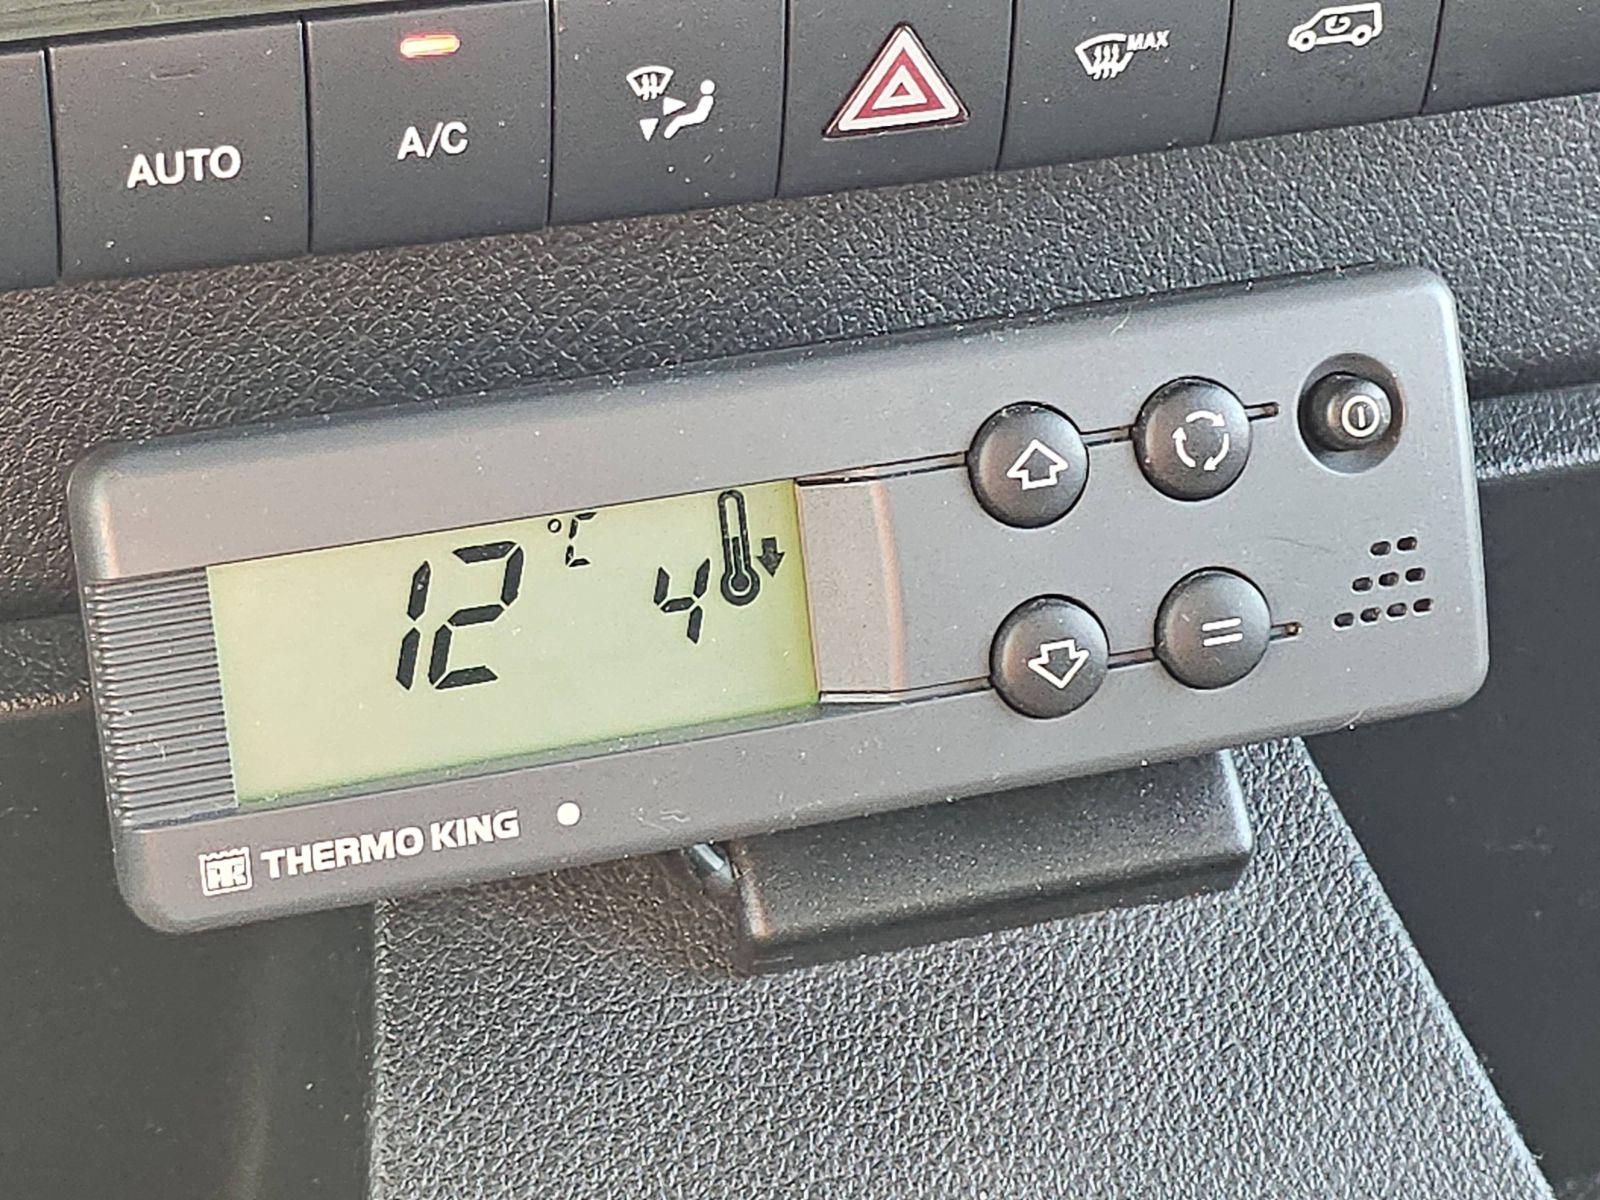 AUTO
A/C
MAX
12 °C
4
THERMO KING